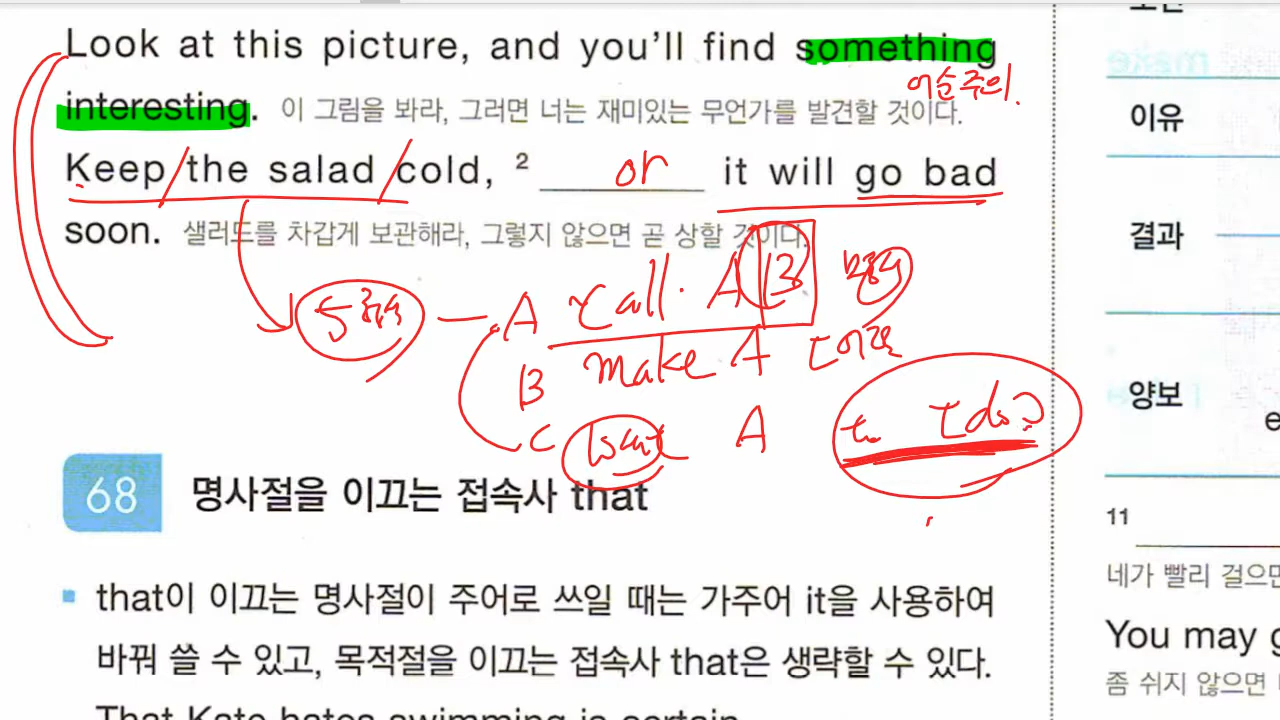 Look at this picture, and you'll find something
어순주의.
interesting. 이 그림을 봐라, 그러면 너는 재미있는 무언가를 발견할 것이다.
Keep / the salad / cold, ² or it will go bad
soon. 샐러드를 차갑게 보관해라, 그렇지 않으면 곧 상할 것이다.
5형식 - A call A B 명사
B make A
C want A to do
68 명사절을 이끄는 접속사 that
that이 이끄는 명사절이 주어로 쓰일 때는 가주어 it을 사용하여
바꿔 쓸 수 있고, 목적절을 이끄는 접속사 that은 생략할 수 있다.
That Kate hates swimming is certain.
이유
결과
양보
11
네가 빨리 걸으면
You may g
좀 쉬지 않으면